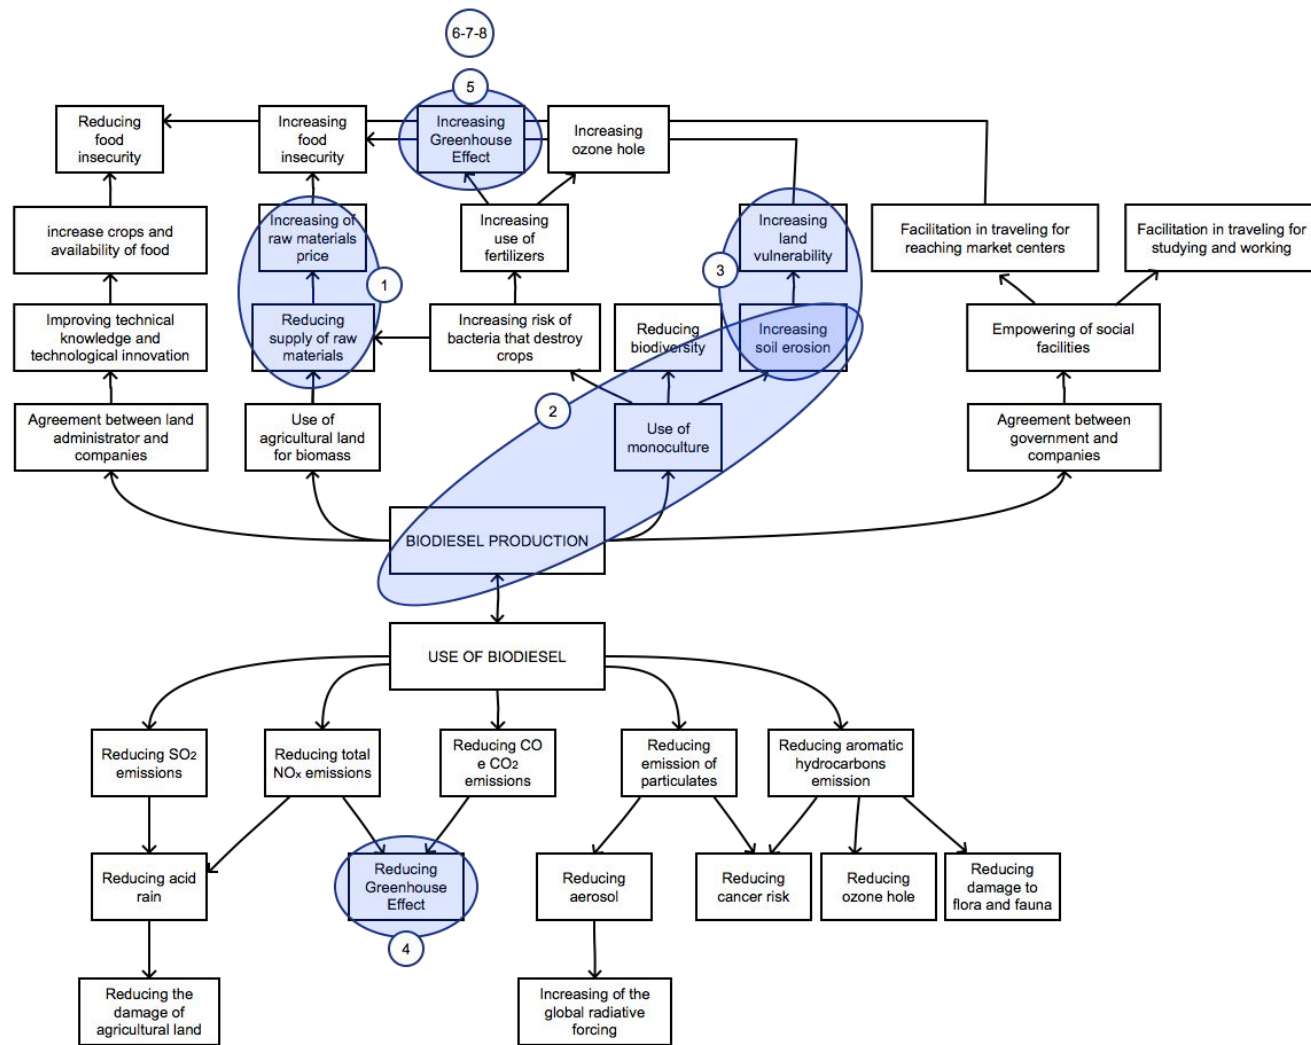 6-7-8
5
Reducing
food
insecurity
Increasing
food
insecurity
Increasing
Greenhouse
Effect
Increasing
ozone hole
increase crops and
availability of food
Increasing of
raw materials
price
Increasing
use of
fertilizers
Increasing
land
vulnerability
Facilitation in traveling for
reaching market centers
Facilitation in traveling for
studying and working
1
3
Improving technical
knowledge and
technological innovation
Reducing
supply of raw
materials
Increasing risk of
bacteria that destroy
crops
Reducing
biodiversity
Increasing
soil erosion
Empowering of social
facilities
2
Agreement between land
administrator and
companies
Use of
agricultural land
for biomass
Use of
monoculture
Agreement between
government and
companies
BIODIESEL PRODUCTION
USE OF BIODIESEL
Reducing SO2
emissions
Reducing total
NOx emissions
Reducing CO
e CO2
emissions
Reducing
emission of
particulates
Reducing aromatic
hydrocarbons
emission
Reducing acid
rain
Reducing
Greenhouse
Effect
Reducing
aerosol
Reducing
cancer risk
Reducing
ozone hole
Reducing
damage to
flora and fauna
4
Reducing the
damage of
agricultural land
Increasing of the
global radiative
forcing